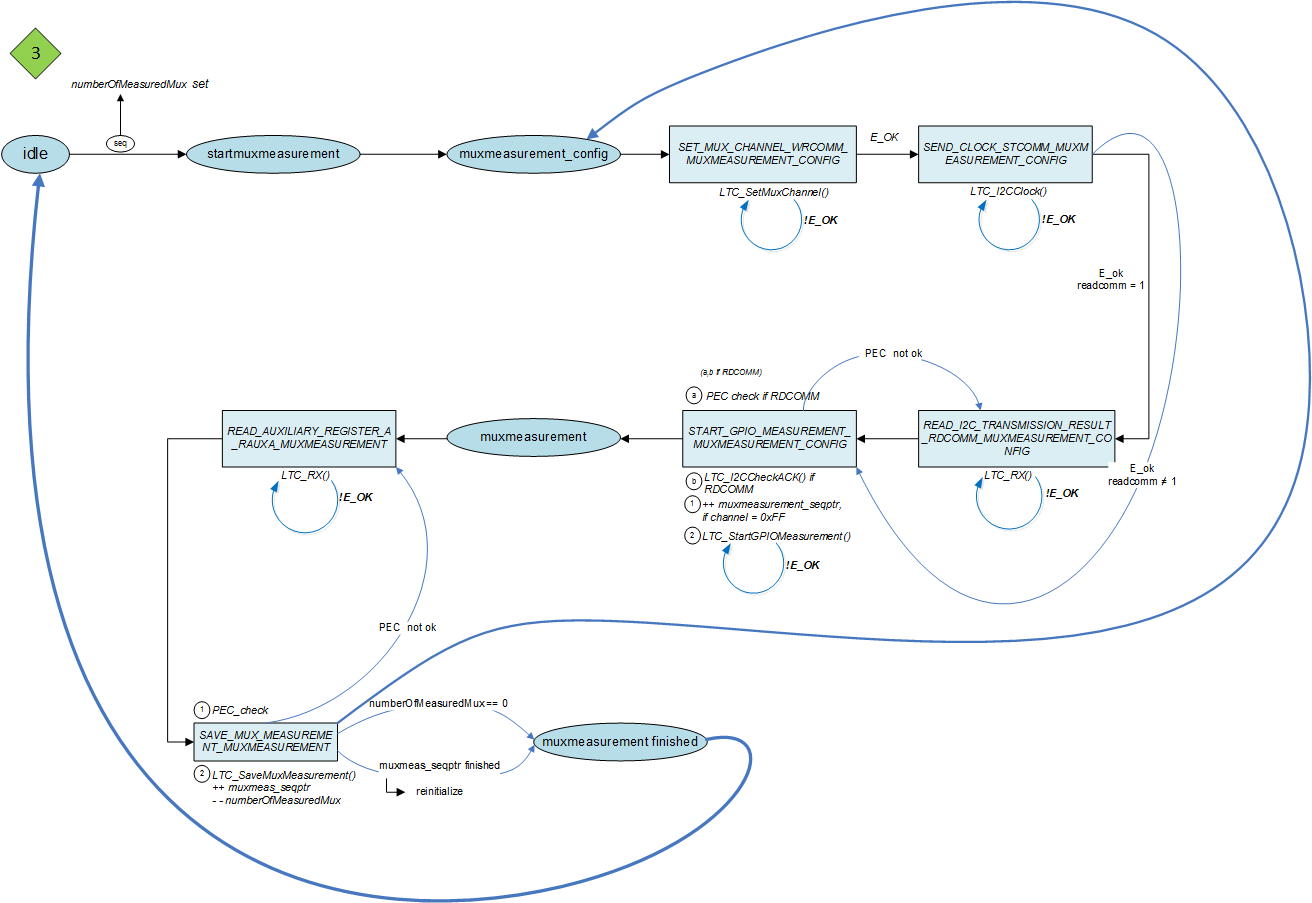 3
numberOfMeasuredMux set
seq
idle
startmuxmeasurement
muxmeasurement_config
SET_MUX_CHANNEL_WRCOMM_
MUXMEASUREMENT_CONFIG
E_OK
SEND_CLOCK_STCOMM_MUXM
EASUREMENT_CONFIG
LTC_SetMuxChannel()
!E_OK
LTC_I2CClock()
!E_OK
E_ok
readcomm = 1
PEC not ok
(a,b if RDCOMM)
a PEC check if RDCOMM
READ_AUXILIARY_REGISTER_A
_RAUXA_MUXMEASUREMENT
muxmeasurement
START_GPIO_MEASUREMENT_
MUXMEASUREMENT_CONFIG
READ_I2C_TRANSMISSION_RESULT
_RDCOMM_MUXMEASUREMENT_CO
NFIG
E_ok
readcomm ≠ 1
LTC_RX()
!E_OK
b LTC_I2CCheckACK() if
RDCOMM
1 ++ muxmeasurement_seqptr,
if channel = 0xFF
2 LTC_StartGPIOMeasurement()
!E_OK
LTC_RX()
!E_OK
PEC not ok
1 PEC_check
SAVE_MUX_MEASUREME
NT_MUXMEASUREMENT
2 LTC_SaveMuxMeasurement()
++ muxmeas_seqptr
- - numberOfMeasuredMux
numberOfMeasuredMux== 0
muxmeasurement finished
muxmeas_seqptr finished
reinitialize